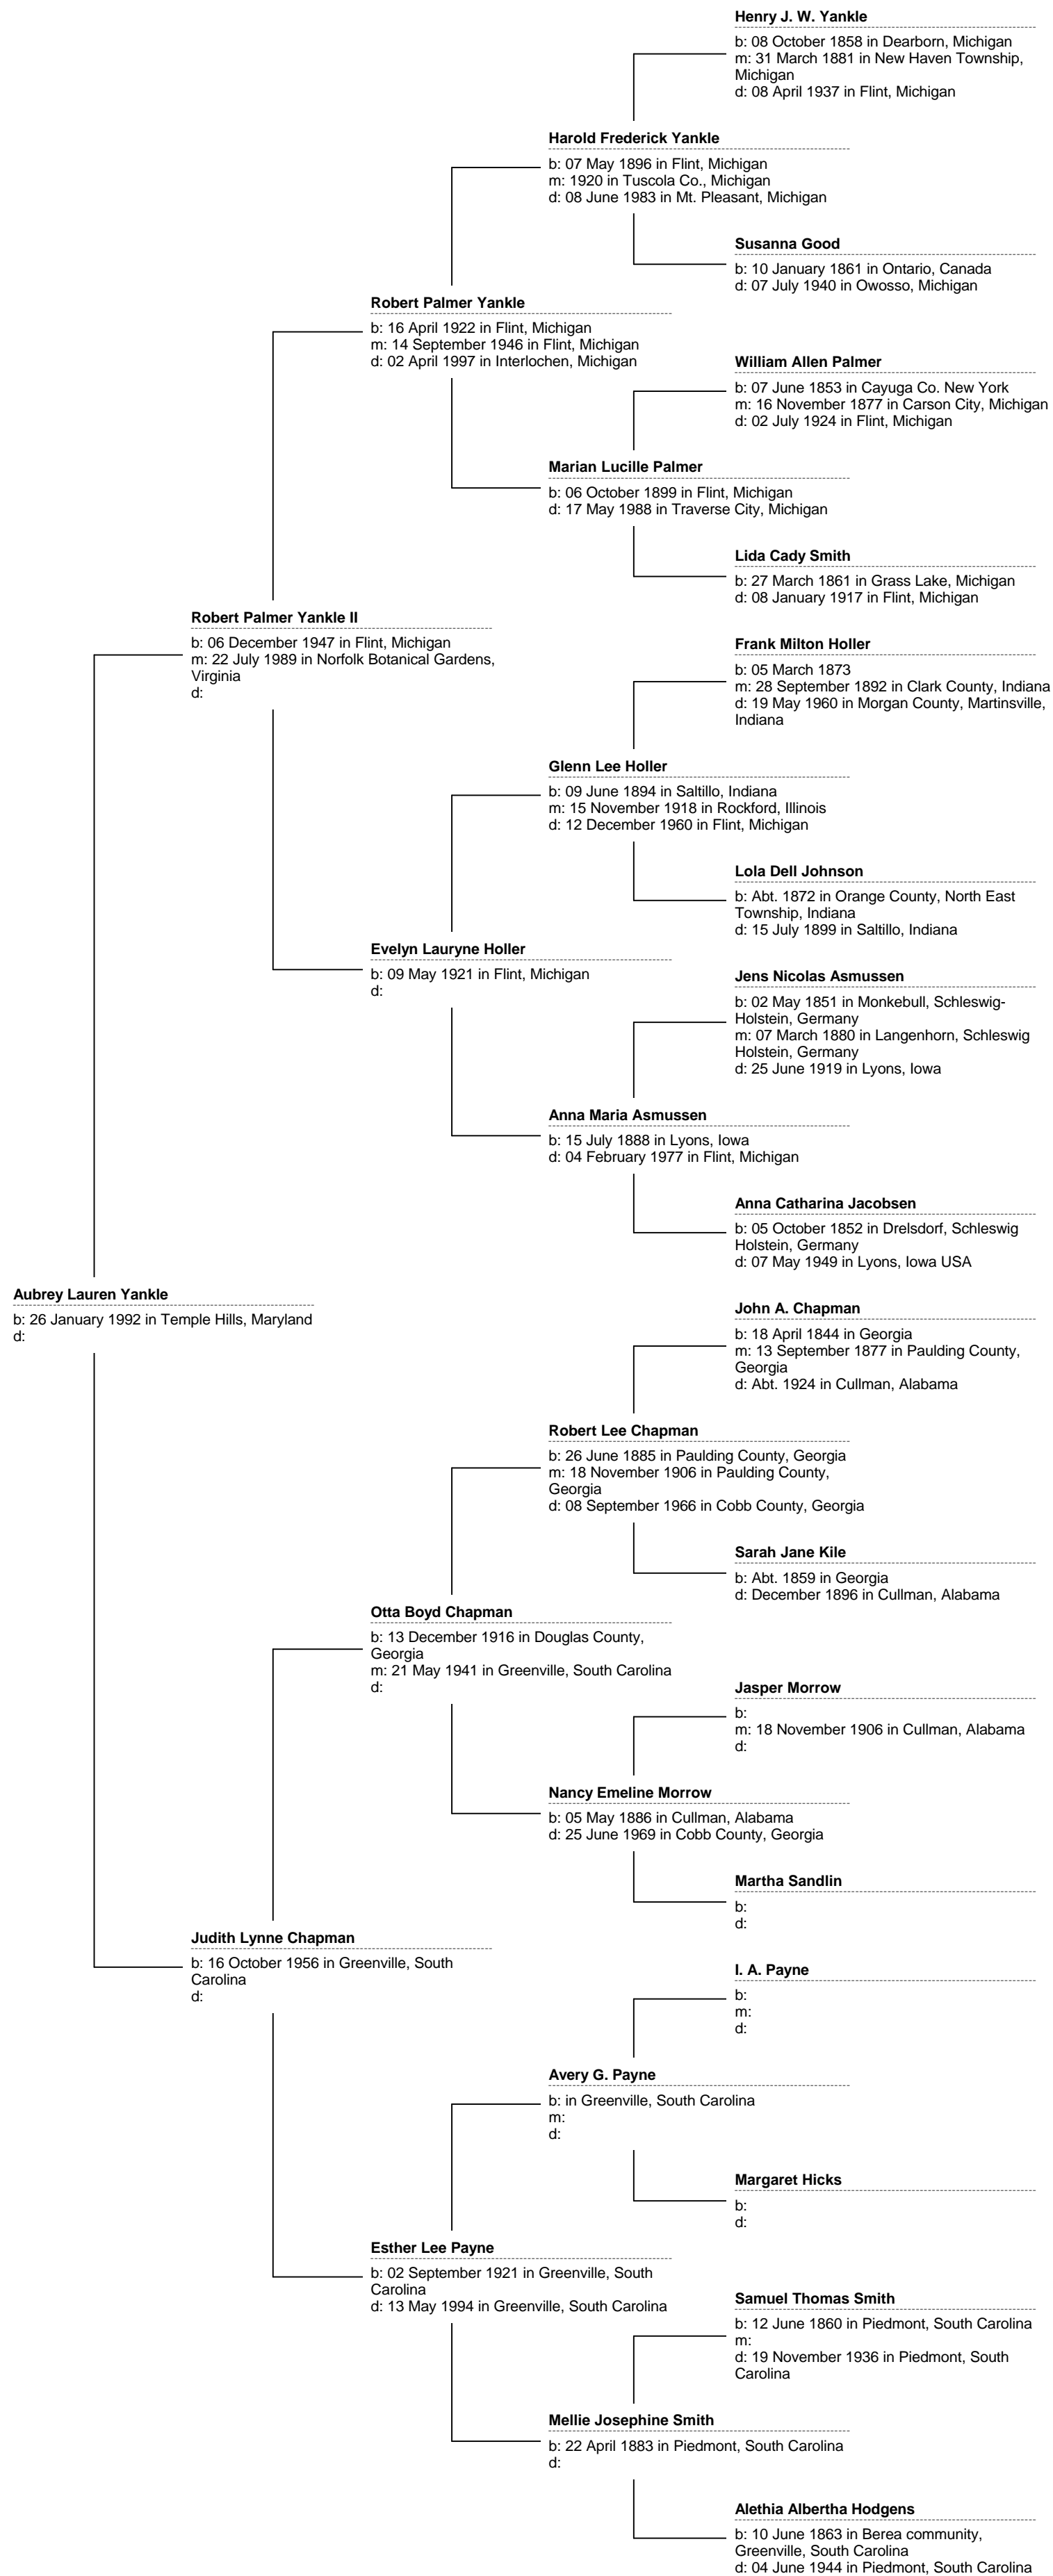 Henry J. W. Yankle
b: 08 October 1858 in Dearborn, Michigan
m: 31 March 1881 in New Haven Township,
Michigan
d: 08 April 1937 in Flint, Michigan
Harold Frederick Yankle
b: 07 May 1896 in Flint, Michigan
m: 1920 in Tuscola Co., Michigan
d: 08 June 1983 in Mt. Pleasant, Michigan
Susanna Good
b: 10 January 1861 in Ontario, Canada
d: 07 July 1940 in Owosso, Michigan
Robert Palmer Yankle
b: 16 April 1922 in Flint, Michigan
m: 14 September 1946 in Flint, Michigan
d: 02 April 1997 in Interlochen, Michigan
William Allen Palmer
b: 07 June 1853 in Cayuga Co. New York
m: 16 November 1877 in Carson City, Michigan
d: 02 July 1924 in Flint, Michigan
Marian Lucille Palmer
b: 06 October 1899 in Flint, Michigan
d: 17 May 1988 in Traverse City, Michigan
Lida Cady Smith
b: 27 March 1861 in Grass Lake, Michigan
d: 08 January 1917 in Flint, Michigan
Robert Palmer Yankle II
b: 06 December 1947 in Flint, Michigan
m: 22 July 1989 in Norfolk Botanical Gardens,
Virginia
d:
Frank Milton Holler
b: 05 March 1873
m: 28 September 1892 in Clark County, Indiana
d: 19 May 1960 in Morgan County, Martinsville,
Indiana
Glenn Lee Holler
b: 09 June 1894 in Saltillo, Indiana
m: 15 November 1918 in Rockford, Illinois
d: 12 December 1960 in Flint, Michigan
Lola Dell Johnson
b: Abt. 1872 in Orange County, North East
Township, Indiana
d: 15 July 1899 in Saltillo, Indiana
Evelyn Lauryne Holler
b: 09 May 1921 in Flint, Michigan
d:
Jens Nicolas Asmussen
b: 02 May 1851 in Monkebull, Schleswig-
Holstein, Germany
m: 07 March 1880 in Langenhorn, Schleswig
Holstein, Germany
d: 25 June 1919 in Lyons, Iowa
Anna Maria Asmussen
b: 15 July 1888 in Lyons, Iowa
d: 04 February 1977 in Flint, Michigan
Anna Catharina Jacobsen
b: 05 October 1852 in Drelsdorf, Schleswig
Holstein, Germany
d: 07 May 1949 in Lyons, Iowa USA
Aubrey Lauren Yankle
b: 26 January 1992 in Temple Hills, Maryland
d:
John A. Chapman
b: 18 April 1844 in Georgia
m: 13 September 1877 in Paulding County,
Georgia
d: Abt. 1924 in Cullman, Alabama
Robert Lee Chapman
b: 26 June 1885 in Paulding County, Georgia
m: 18 November 1906 in Paulding County,
Georgia
d: 08 September 1966 in Cobb County, Georgia
Sarah Jane Kile
b: Abt. 1859 in Georgia
d: December 1896 in Cullman, Alabama
Otta Boyd Chapman
b: 13 December 1916 in Douglas County,
Georgia
m: 21 May 1941 in Greenville, South Carolina
d:
Jasper Morrow
b:
m: 18 November 1906 in Cullman, Alabama
d:
Nancy Emeline Morrow
b: 05 May 1886 in Cullman, Alabama
d: 25 June 1969 in Cobb County, Georgia
Martha Sandlin
b:
d:
Judith Lynne Chapman
b: 16 October 1956 in Greenville, South
Carolina
d:
I. A. Payne
b:
m:
d:
Avery G. Payne
b: in Greenville, South Carolina
m:
d:
Margaret Hicks
b:
d:
Esther Lee Payne
b: 02 September 1921 in Greenville, South
Carolina
d: 13 May 1994 in Greenville, South Carolina
Samuel Thomas Smith
b: 12 June 1860 in Piedmont, South Carolina
m:
d: 19 November 1936 in Piedmont, South
Carolina
Mellie Josephine Smith
b: 22 April 1883 in Piedmont, South Carolina
d:
Alethia Albertha Hodgens
b: 10 June 1863 in Berea community,
Greenville, South Carolina
d: 04 June 1944 in Piedmont, South Carolina